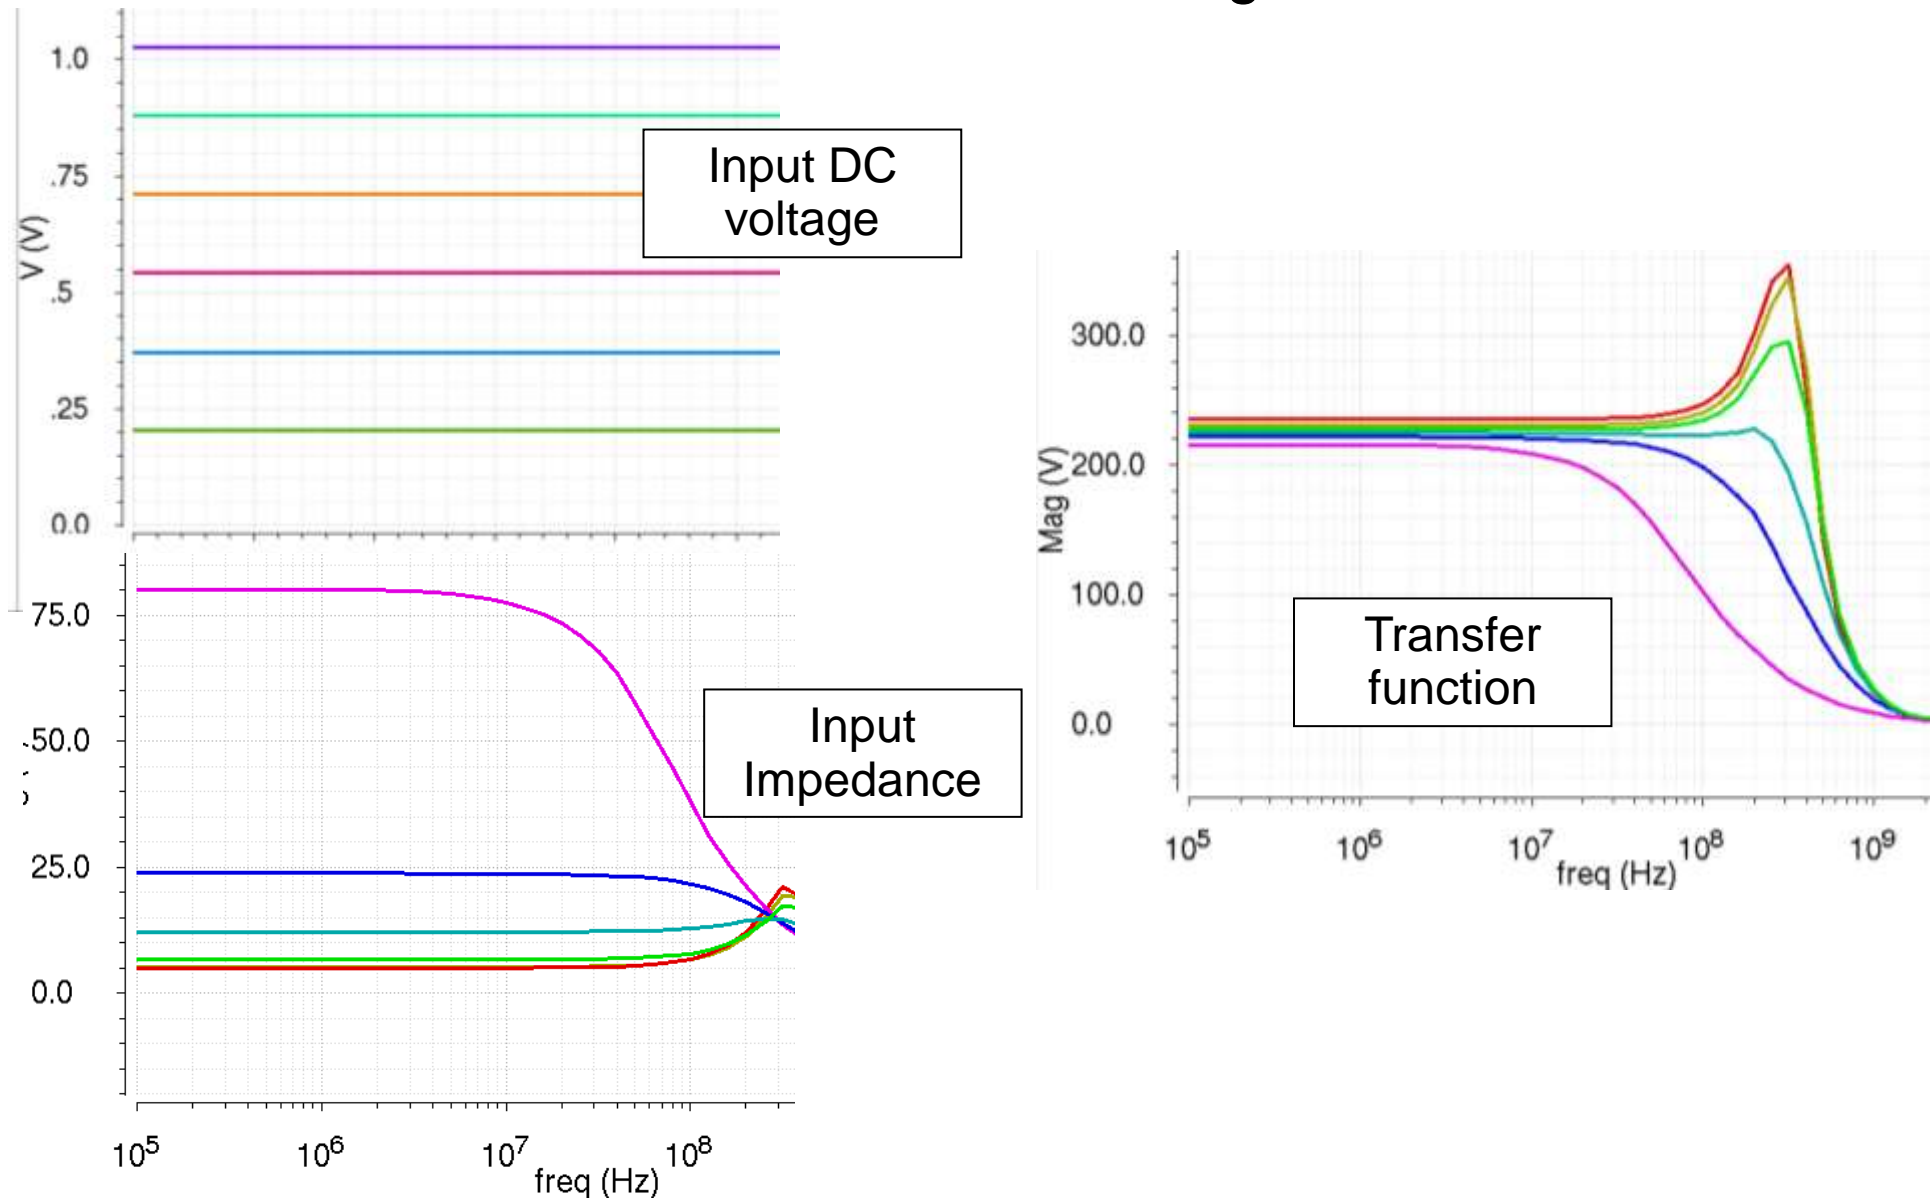 1.0
.75
.5
.25
0.0
V (V)
Input DC
voltage
75.0
50.0
25.0
0.0
Input
Impedance
10^5
10^6
10^7
10^8
freq (Hz)
300.0
200.0
100.0
0.0
Mag (V)
Transfer
function
10^5
10^6
10^7
10^8
10^9
freq (Hz)